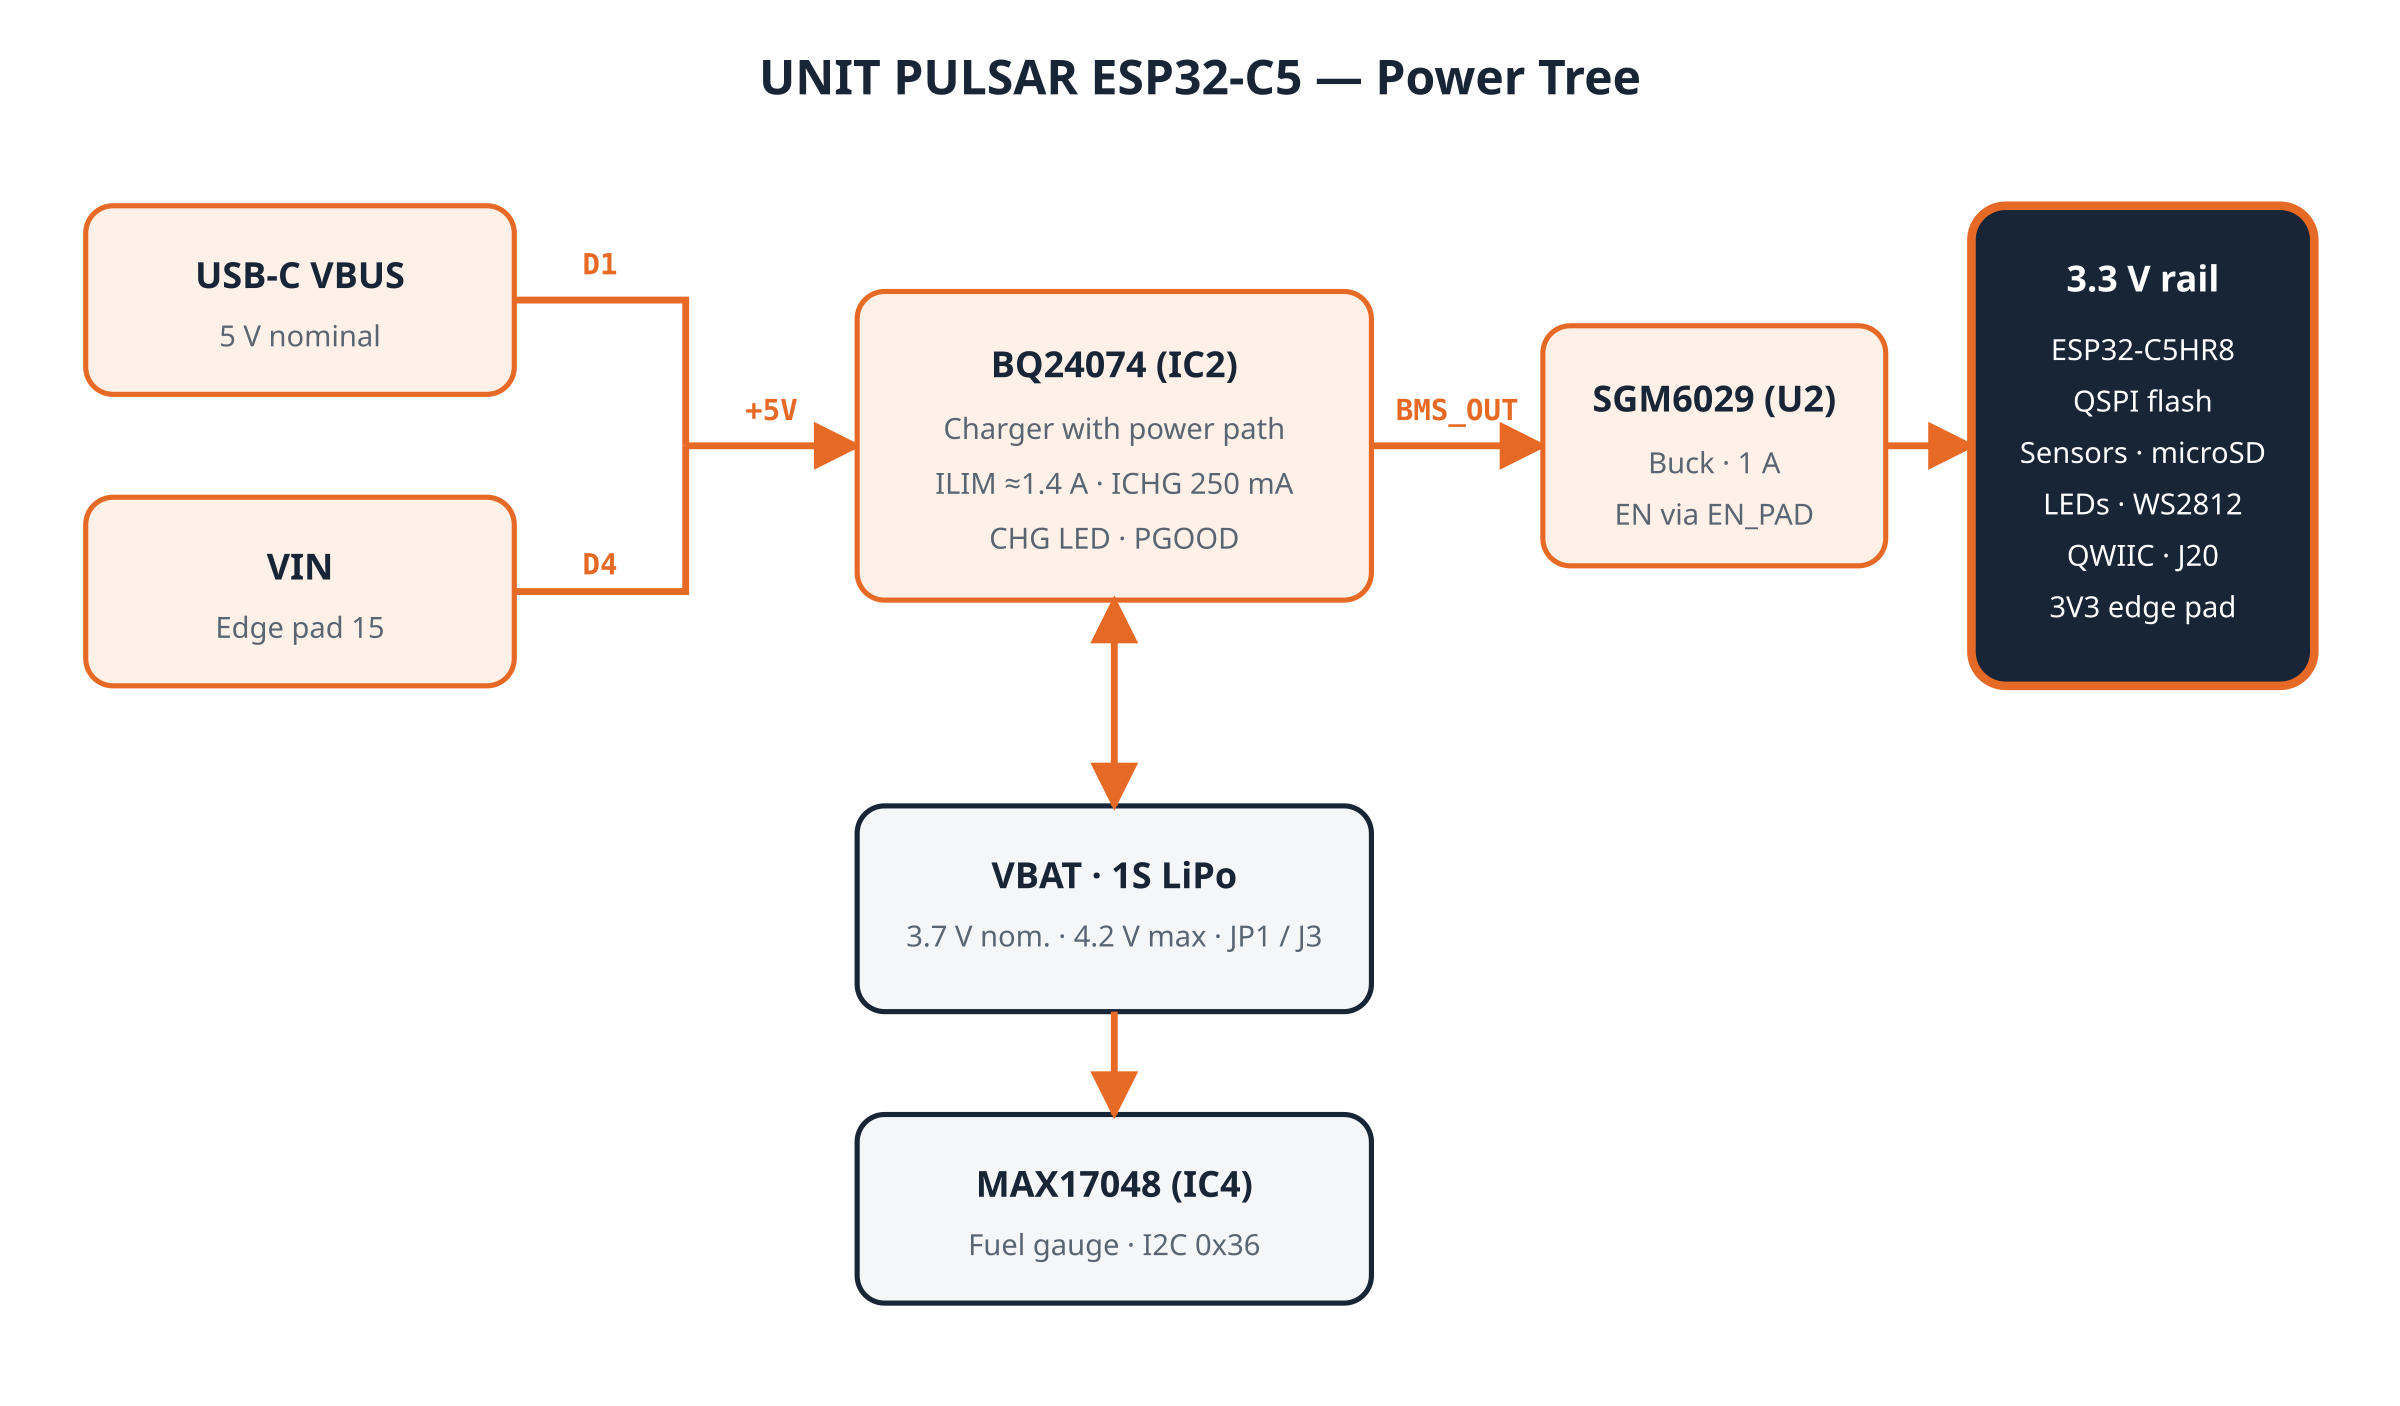 UNIT PULSAR ESP32-C5 — Power Tree
USB-C VBUS
5 V nominal
D1
VIN
Edge pad 15
D4
+5V
BQ24074 (IC2)
Charger with power path
ILIM ≈1.4 A · ICHG 250 mA
CHG LED · PGOOD
BMS_OUT
SGM6029 (U2)
Buck · 1 A
EN via EN_PAD
3.3 V rail
ESP32-C5HR8
QSPI flash
Sensors · microSD
LEDs · WS2812
QWIIC · J20
3V3 edge pad
VBAT · 1S LiPo
3.7 V nom. · 4.2 V max · JP1 / J3
MAX17048 (IC4)
Fuel gauge · I2C 0x36